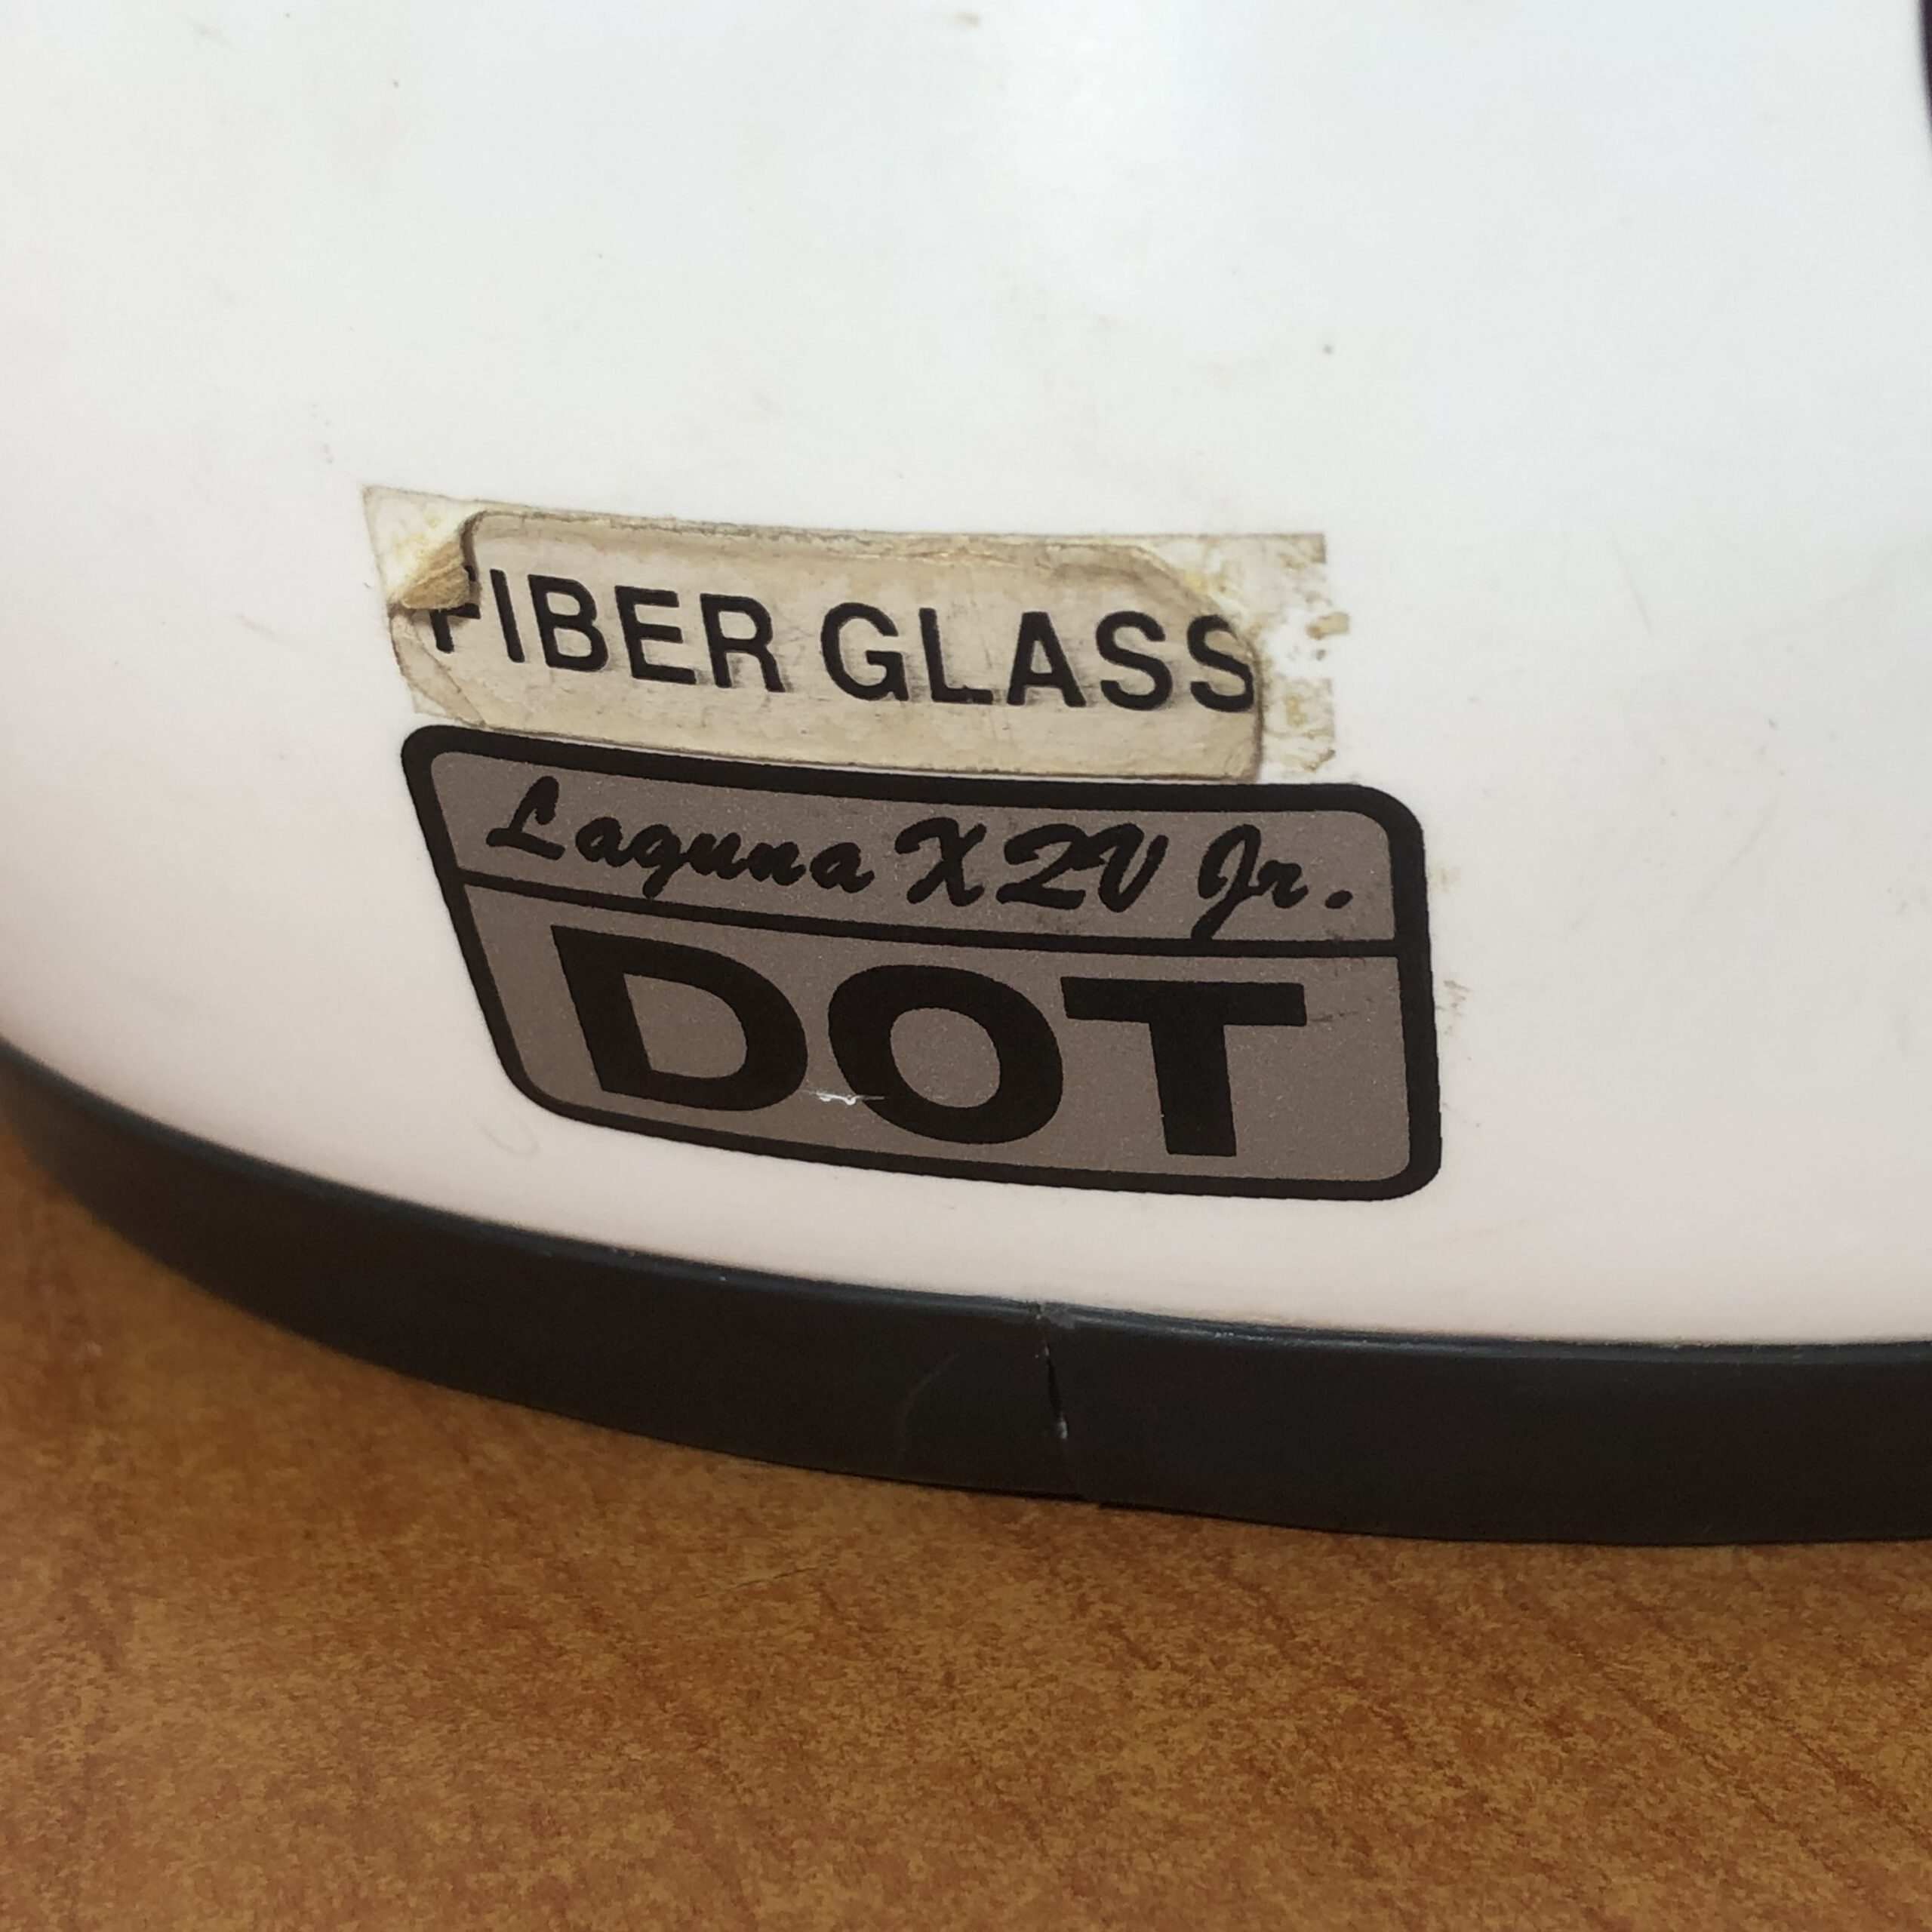 FIBER GLASS
Laguna X2V Jr.
DOT